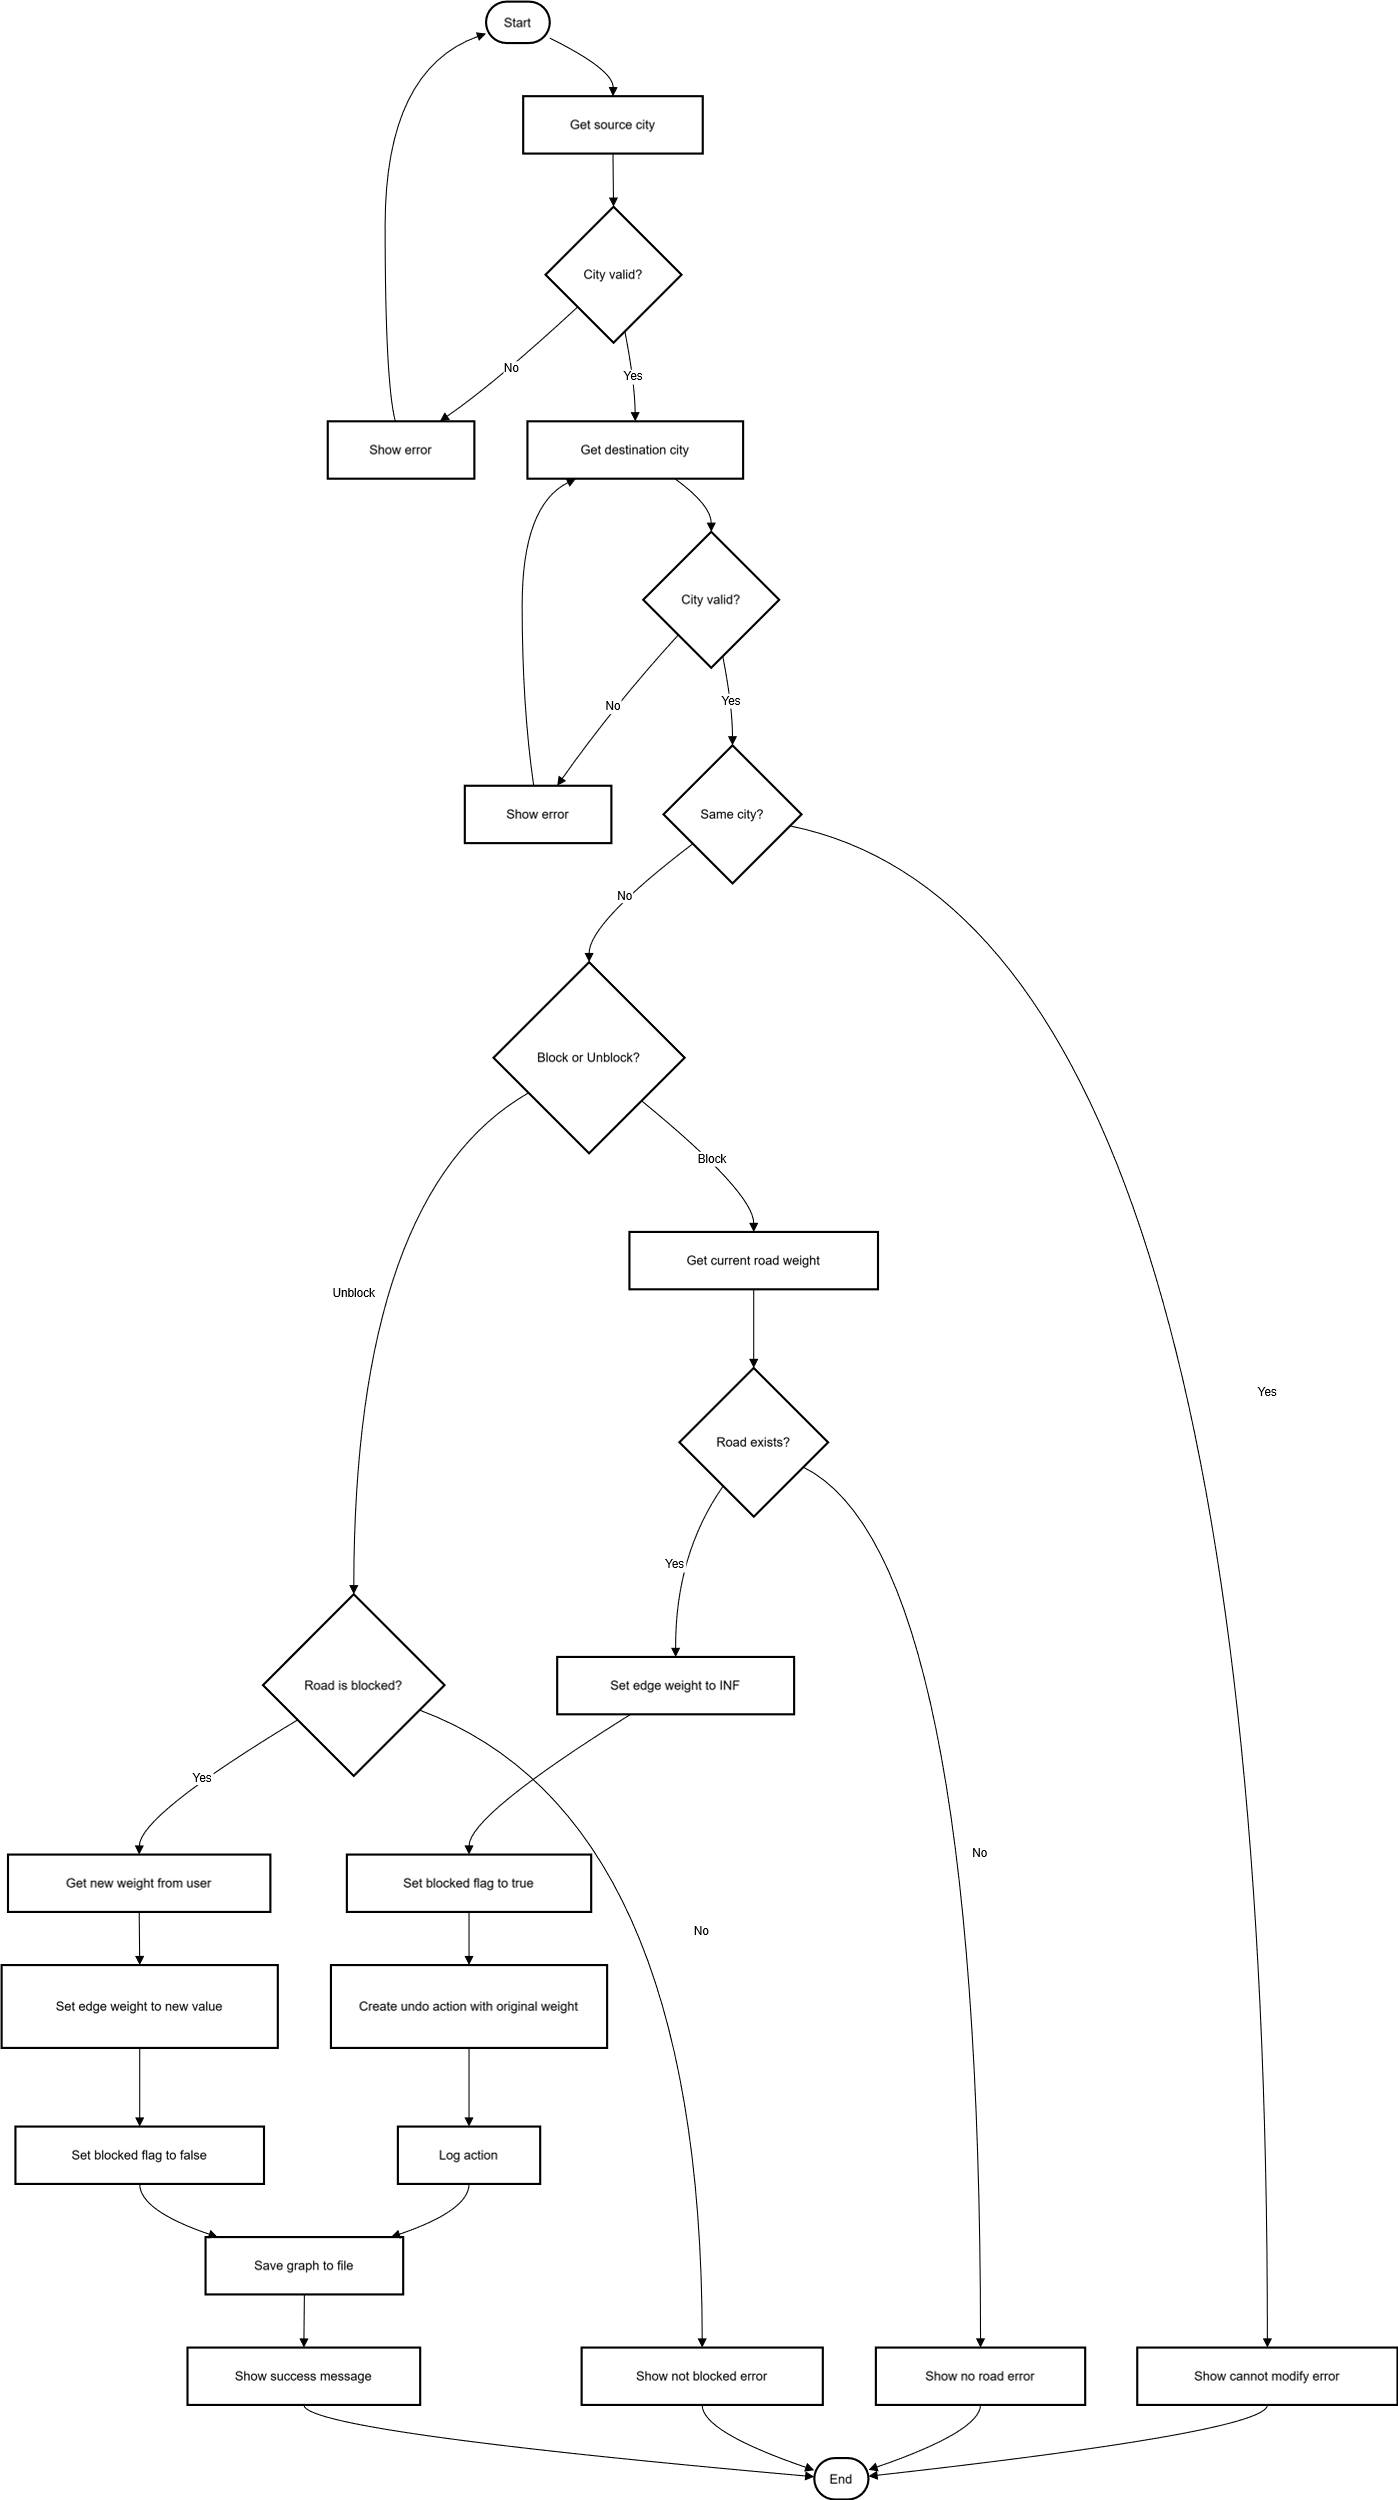 Start
Get source city
City valid?
No
Yes
Show error
Get destination city
City valid?
No
Yes
Show error
Same city?
No
Block or Unblock?
Block
Get current road weight
Unblock
Yes
Road exists?
Yes
Road is blocked?
Set edge weight to INF
Yes
No
Get new weight from user
Set blocked flag to true
No
Set edge weight to new value
Create undo action with original weight
Set blocked flag to false
Log action
Save graph to file
Show success message
Show not blocked error
Show no road error
Show cannot modify error
End